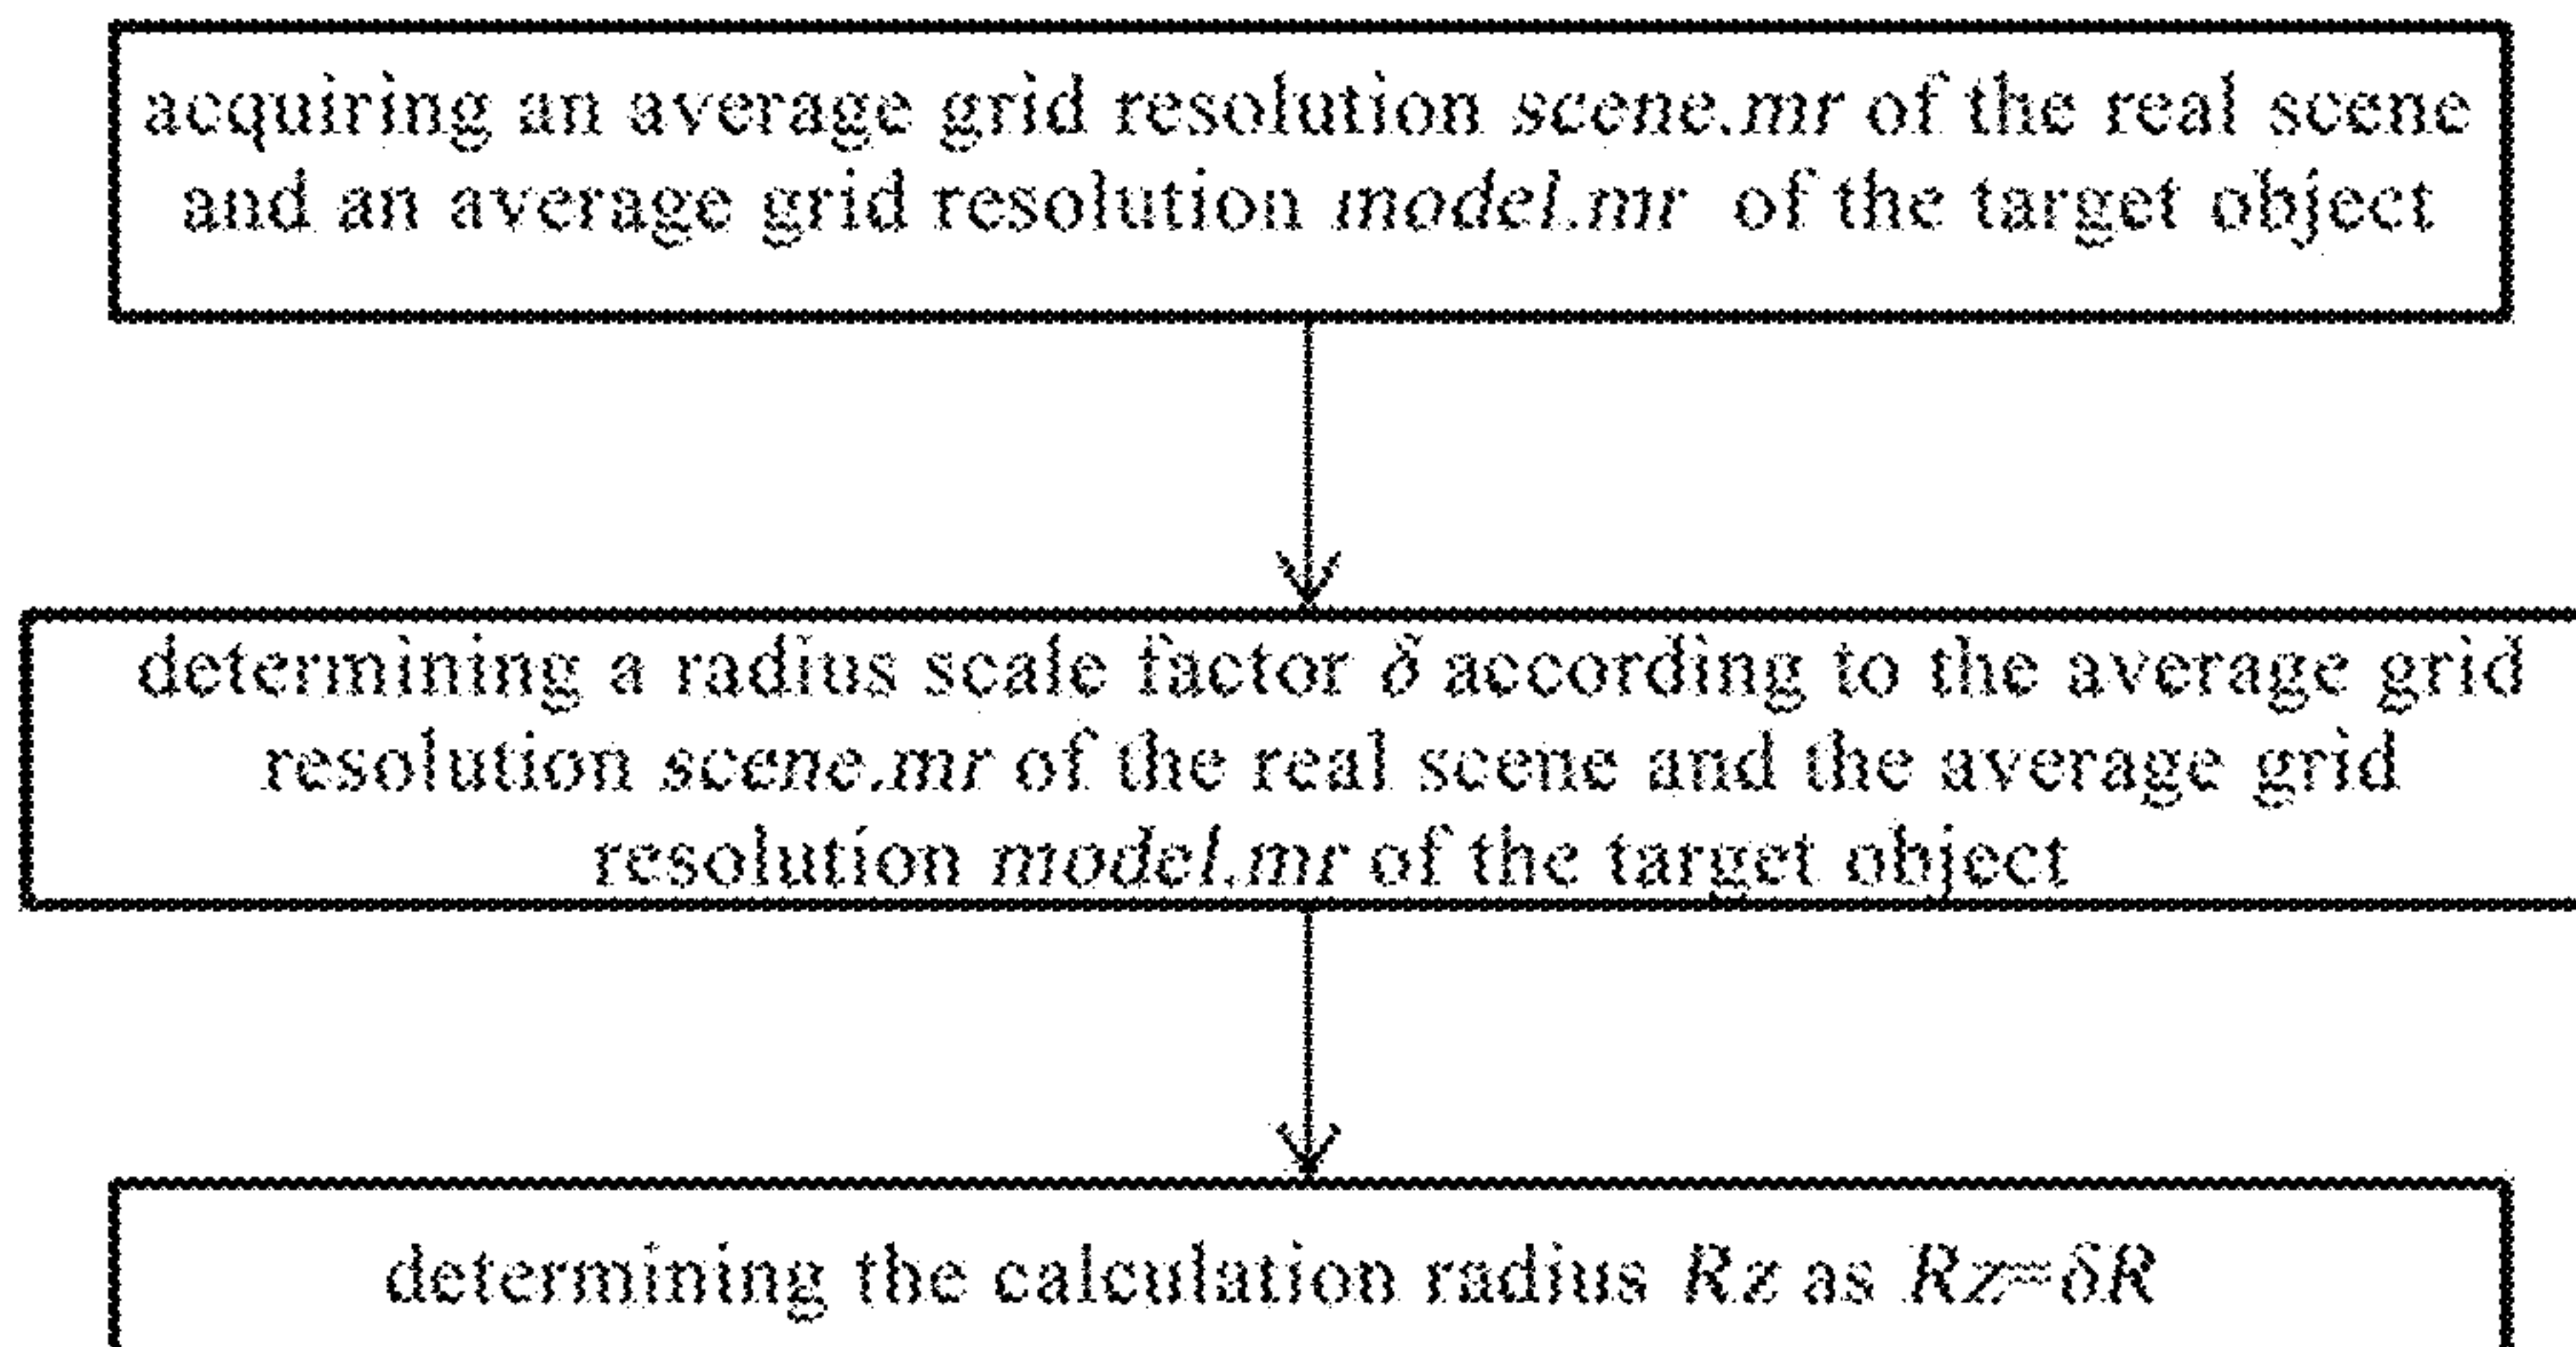 acquiring an average grid resolution scene.mr of the real scene
and an average grid resolution model.mr of the target object
determining a radius scale factor δ according to the average grid
resolution scene.mr of the real scene and the average grid
resolution model.mr of the target object
determining the calculation radius Rz as Rz=δR